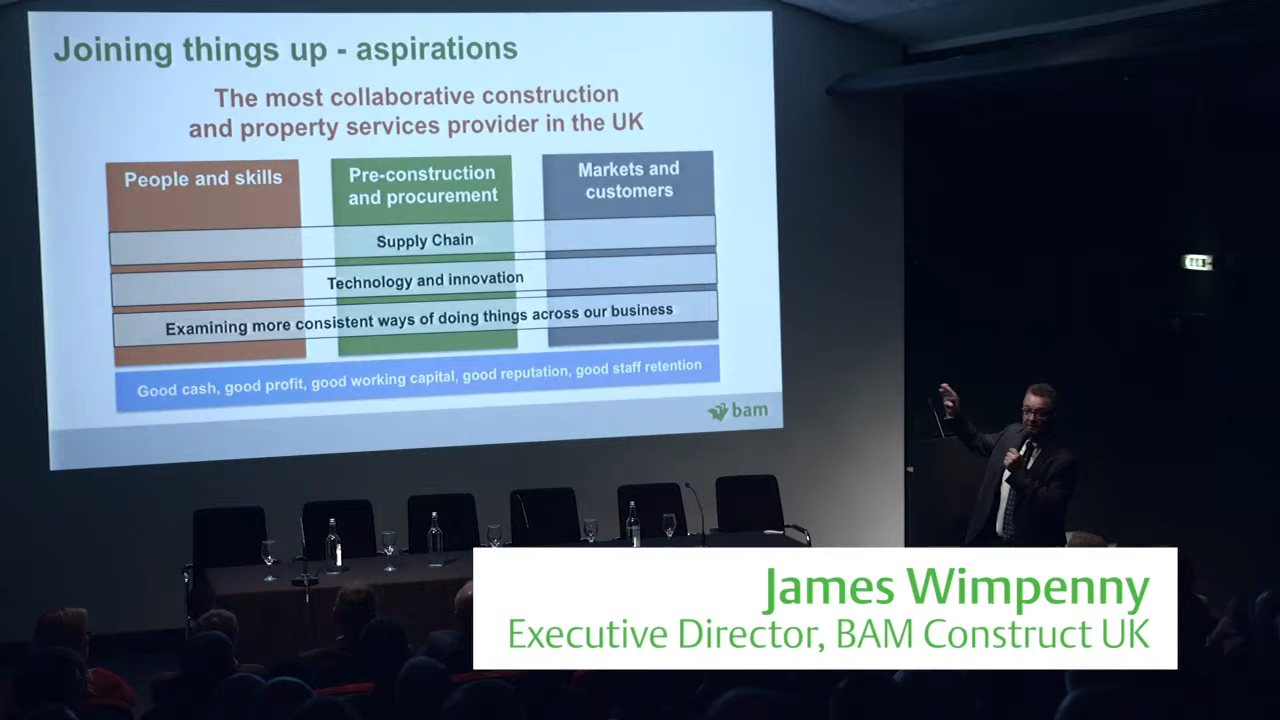 Joining things up - aspirations
The most collaborative construction
and property services provider in the UK
People and skills
Pre-construction
and procurement
Markets and
customers
Supply Chain
Technology and innovation
Examining more consistent ways of doing things across our business
Good cash, good profit, good working capital, good reputation, good staff retention
bam
James Wimpenny
Executive Director, BAM Construct UK